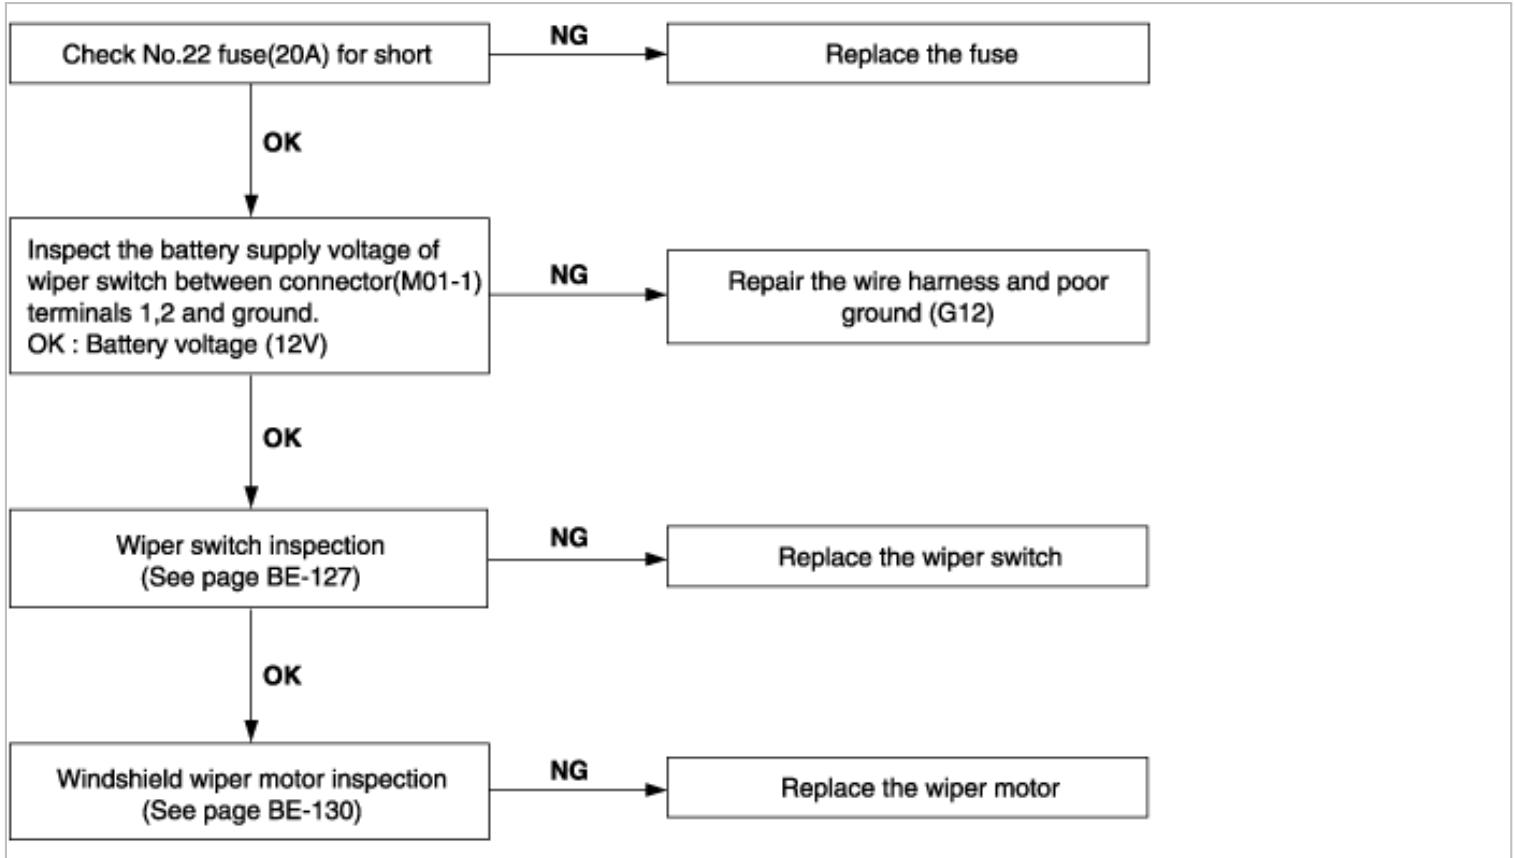 Check No.22 fuse(20A) for short
NG
Replace the fuse
OK
Inspect the battery supply voltage of
wiper switch between connector(M01-1)
terminals 1,2 and ground.
OK : Battery voltage (12V)
NG
Repair the wire harness and poor
ground (G12)
OK
Wiper switch inspection
(See page BE-127)
NG
Replace the wiper switch
OK
Windshield wiper motor inspection
(See page BE-130)
NG
Replace the wiper motor